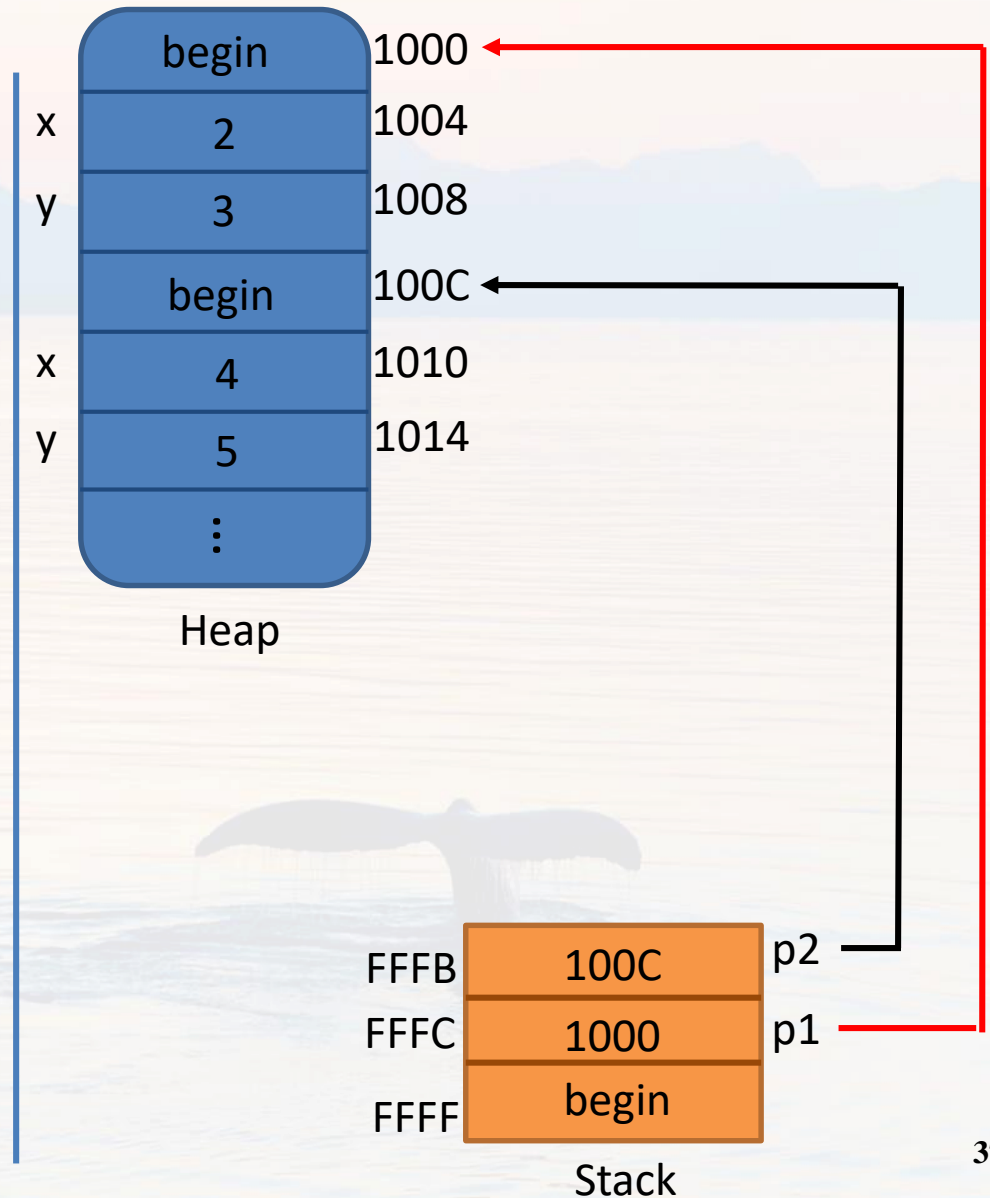 begin 1000
x 2 1004
y 3 1008
begin 100C
x 4 1010
y 5 1014
⋮
Heap
FFFB 100C p2
FFFC 1000 p1
FFFF begin
Stack